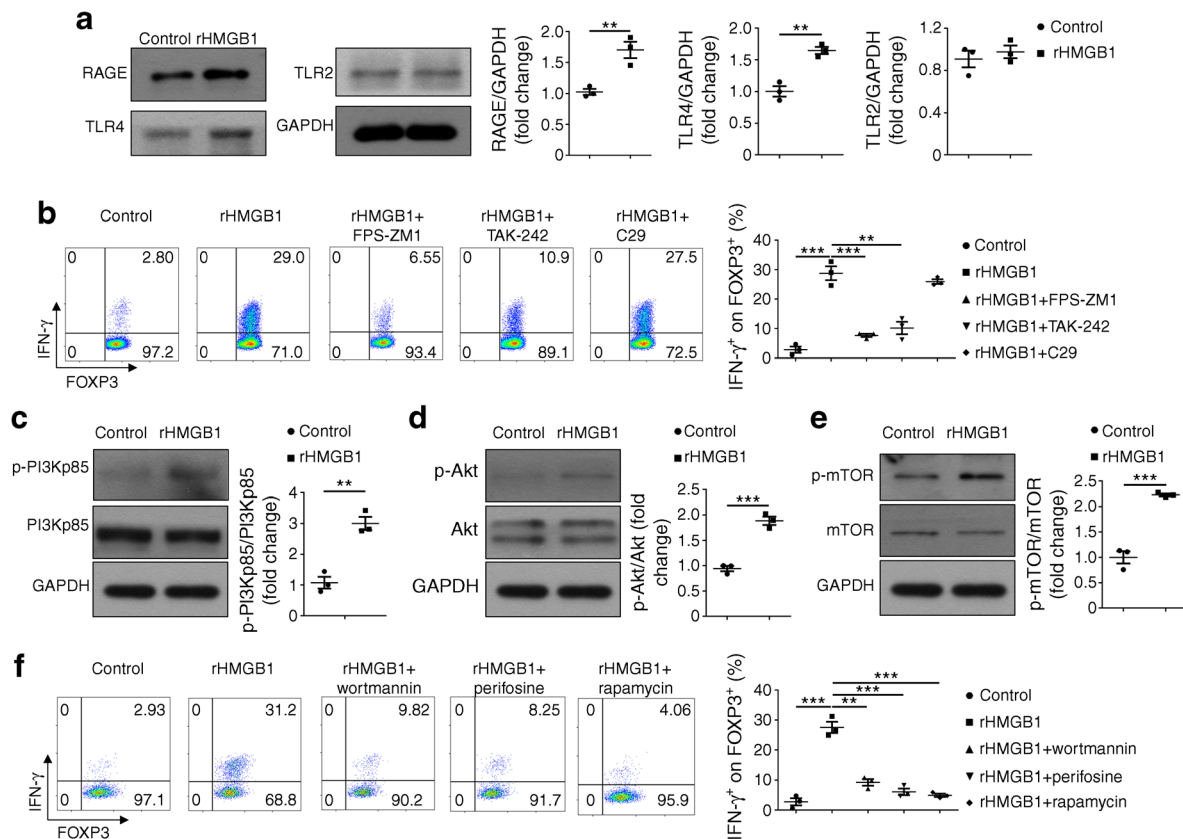 a
Control rHMGB1
RAGE
TLR4
TLR2
GAPDH
RAGE/GAPDH
(fold change)
2.0
1.5
1.0
0.5
0
**
TLR4/GAPDH
(fold change)
2.0
1.5
1.0
0.5
0
**
TLR2/GAPDH
(fold change)
1.2
0.8
0.4
0
Control
rHMGB1
b
Control
rHMGB1
rHMGB1+
FPS-ZM1
rHMGB1+
TAK-242
rHMGB1+
C29
0 2.80
0 97.2
0 29.0
0 71.0
0 6.55
0 93.4
0 10.9
0 89.1
0 27.5
0 72.5
IFN-γ
FOXP3
IFN-γ⁺ on FOXP3⁺ (%)
40
30
20
10
0
***
***
**
Control
rHMGB1
rHMGB1+FPS-ZM1
rHMGB1+TAK-242
rHMGB1+C29
c
Control rHMGB1
p-PI3Kp85
PI3Kp85
GAPDH
Control
rHMGB1
p-PI3Kp85/PI3Kp85
(fold change)
4
3
2
1
0
**
d
Control rHMGB1
p-Akt
Akt
GAPDH
Control
rHMGB1
p-Akt/Akt (fold
change)
2.5
2.0
1.5
1.0
0.5
0
***
e
Control rHMGB1
p-mTOR
mTOR
GAPDH
Control
rHMGB1
p-mTOR/mTOR
(fold change)
2.5
2.0
1.5
1.0
0.5
0
***
f
Control
rHMGB1
rHMGB1+
wortmannin
rHMGB1+
perifosine
rHMGB1+
rapamycin
0 2.93
0 97.1
0 31.2
0 68.8
0 9.82
0 90.2
0 8.25
0 91.7
0 4.06
0 95.9
IFN-γ
FOXP3
IFN-γ⁺ on FOXP3⁺ (%)
40
30
20
10
0
***
**
***
***
Control
rHMGB1
rHMGB1+wortmannin
rHMGB1+perifosine
rHMGB1+rapamycin